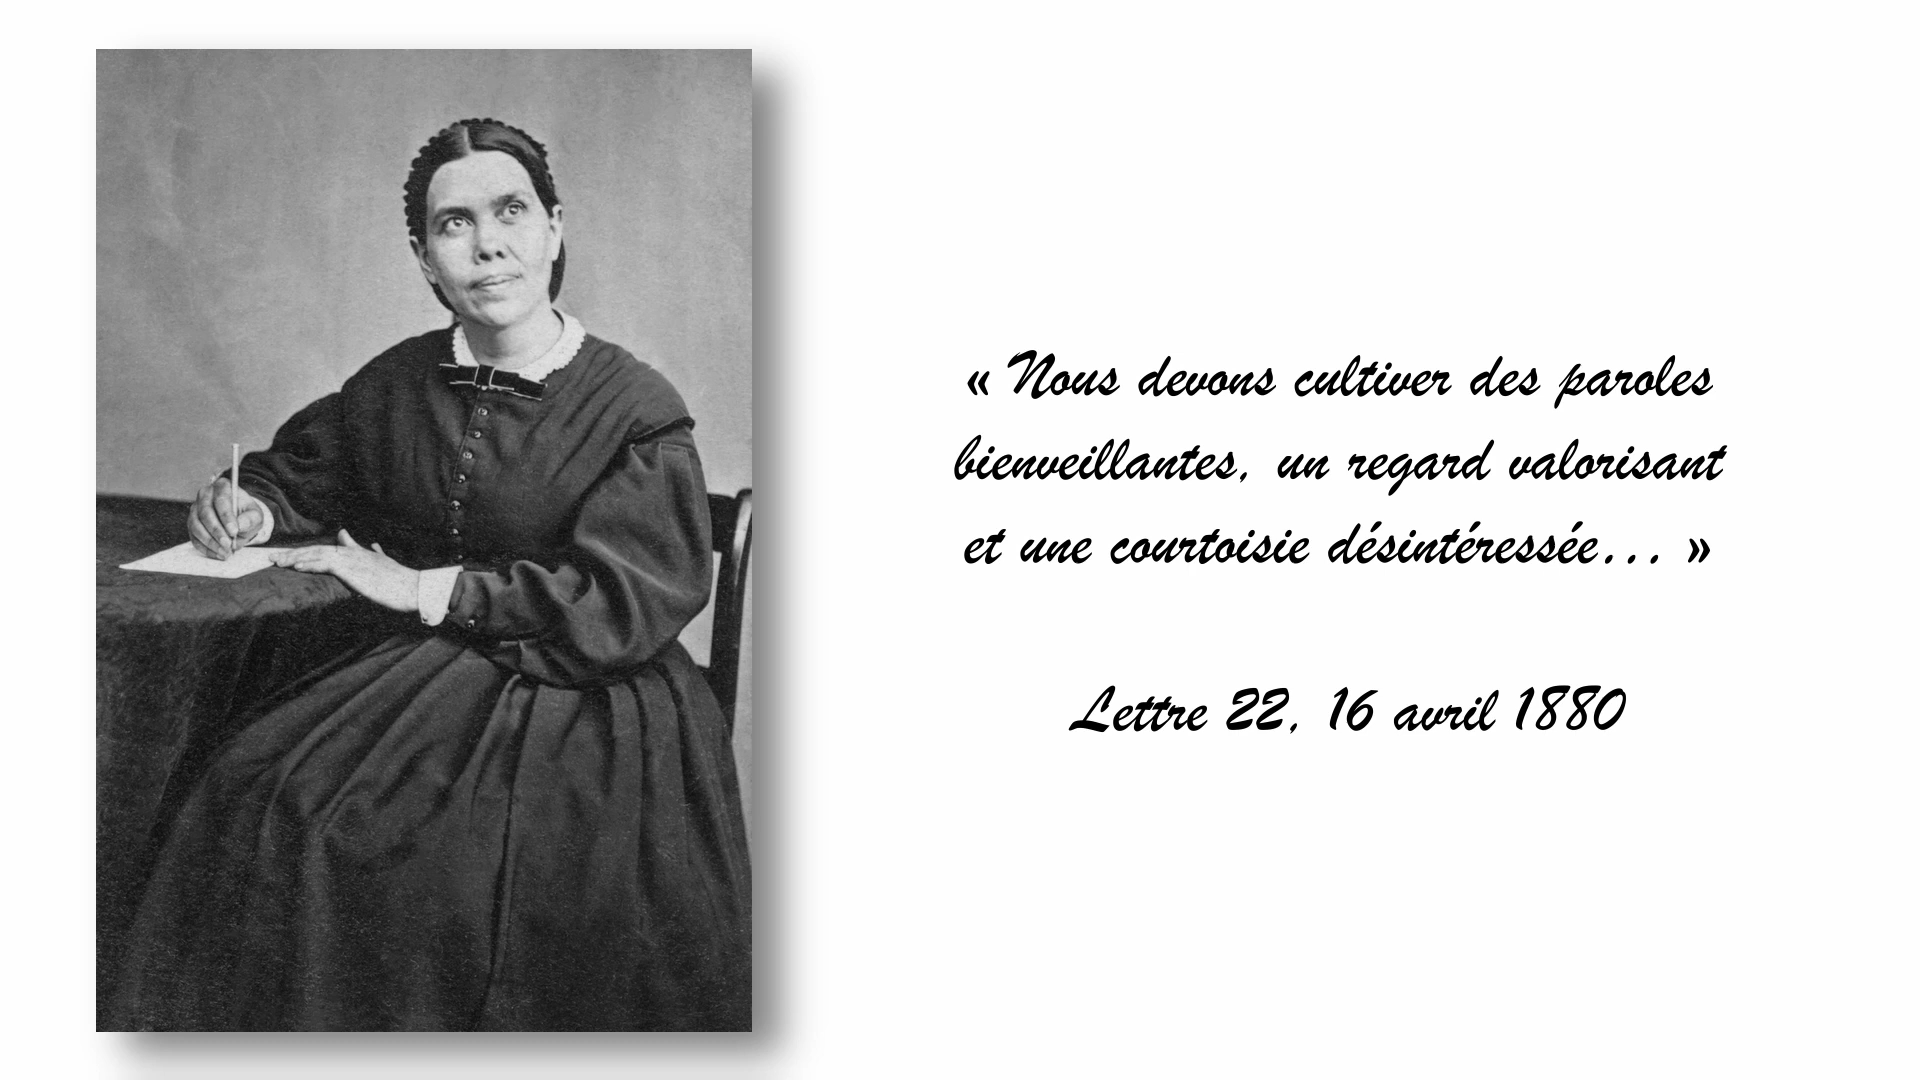 « Nous devons cultiver des paroles
bienveillantes, un regard valorisant
et une courtoisie désintéressée... »
Lettre 22, 16 avril 1880